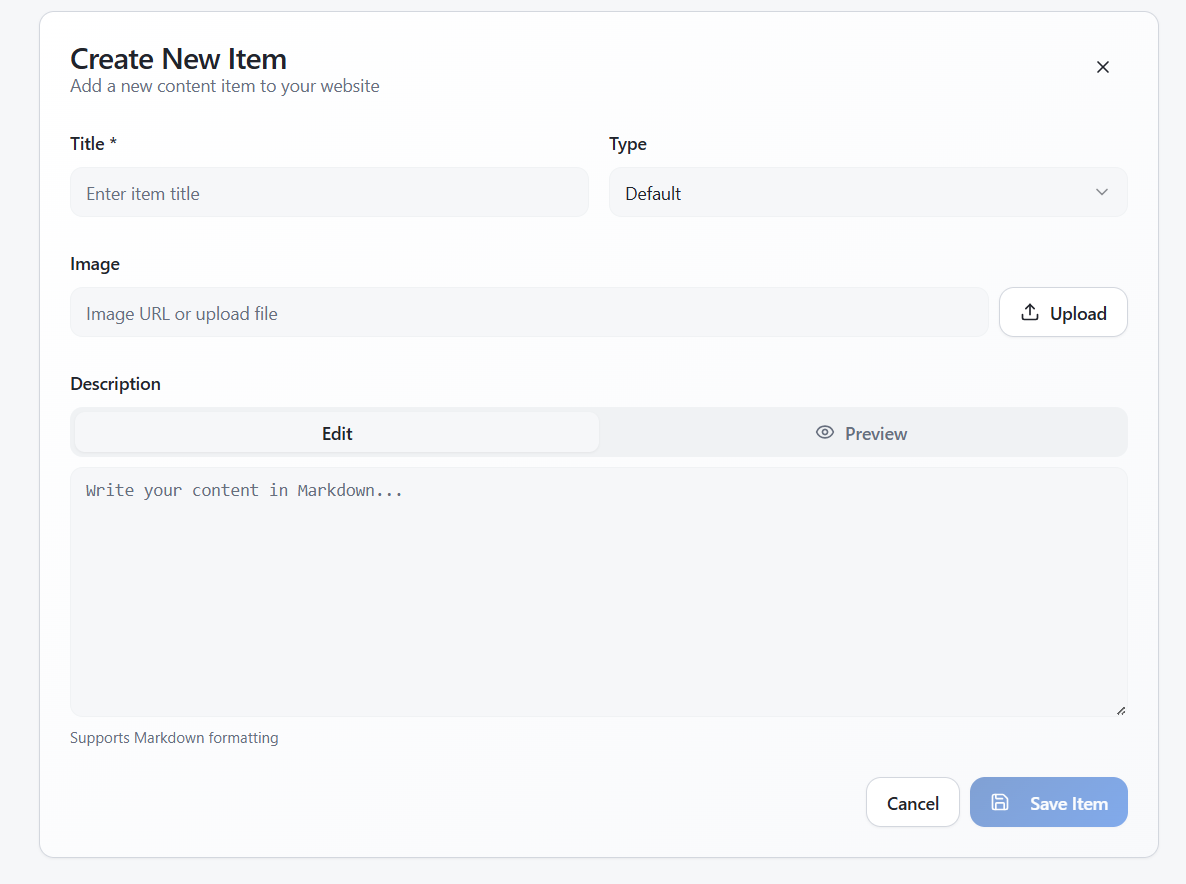 Create New Item
Add a new content item to your website
Title *
Type
Enter item title
Default
Image
Image URL or upload file
Upload
Description
Edit
Preview
Write your content in Markdown...
Supports Markdown formatting
Cancel
Save Item